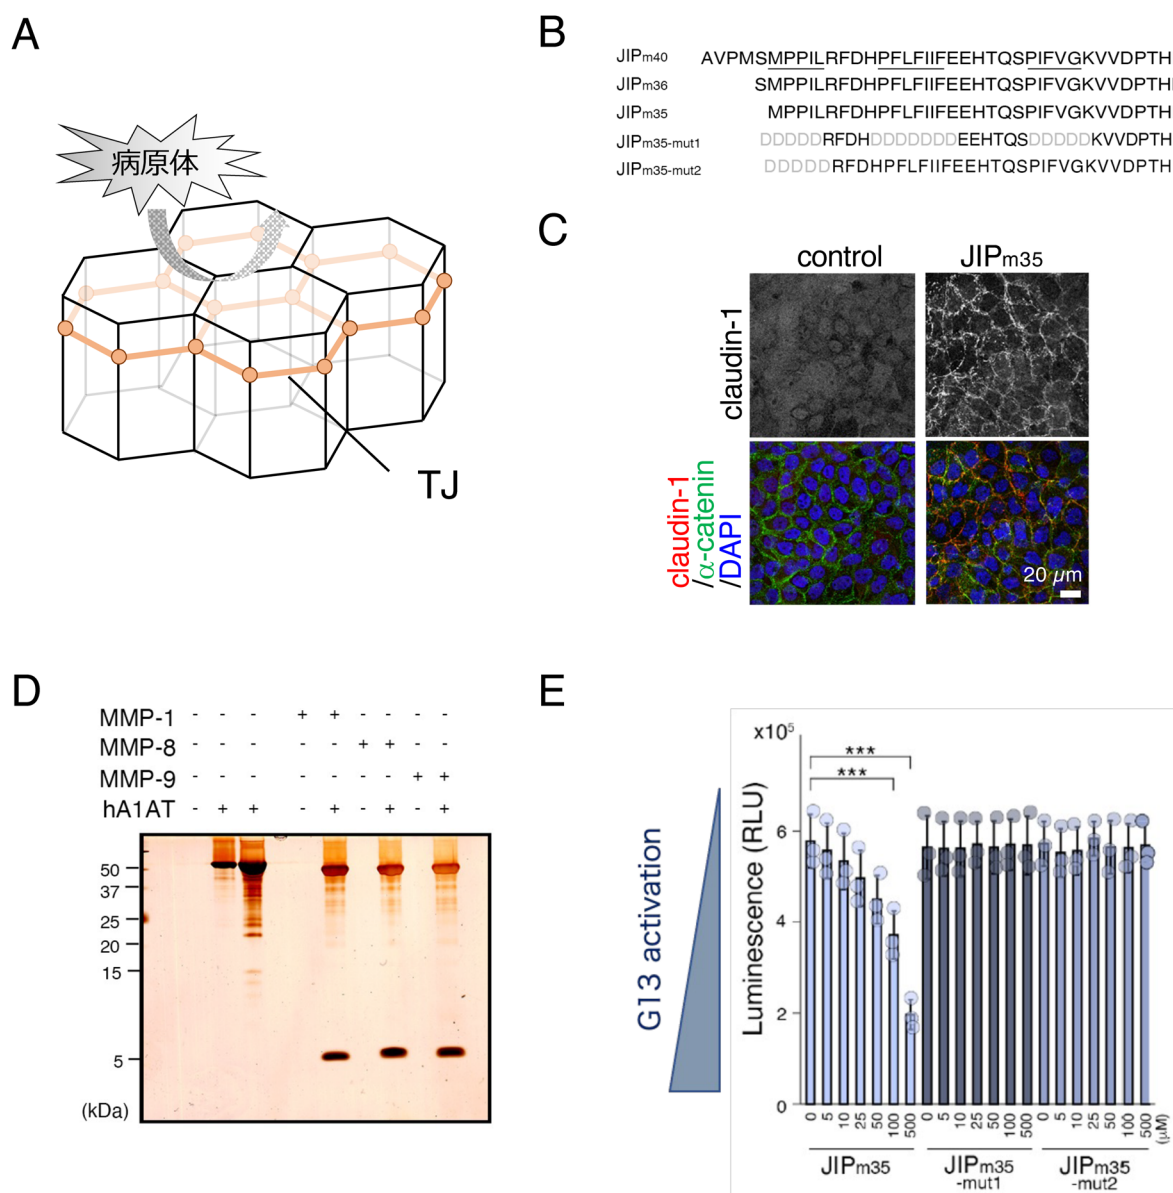 A
病原体
TJ
B
JIPm40 AVPMSMPPILRFDHPFLFIIFEEHTQSPIFVGKVVDPTH
JIPm36 SMPPILRFDHPFLFIIFEEHTQSPIFVGKVVDPTH
JIPm35 MPPILRFDHPFLFIIFEEHTQSPIFVGKVVDPTH
JIPm35-mut1 DDDDDRFDHDDDDDDDEEHTQSDDDDDKVVDPTH
JIPm35-mut2 DDDDDRFDHPFLFIIFEEHTQSPIFVGKVVDPTH
C
control JIPm35
claudin-1
claudin-1
/α-catenin
/DAPI
20 μm
D
MMP-1 - - - + + - - - -
MMP-8 - - - - - + + - -
MMP-9 - - - - - - - + +
hA1AT - + + - + - + - +
50
37
25
20
15
5
(kDa)
E
G13 activation
Luminescence (RLU)
x10⁵
***
***
6
4
2
0
0 5 10 25 50 100 500 0 5 10 25 50 100 500 0 5 10 25 50 100 500 (μM)
JIPm35 JIPm35 JIPm35
-mut1 -mut2